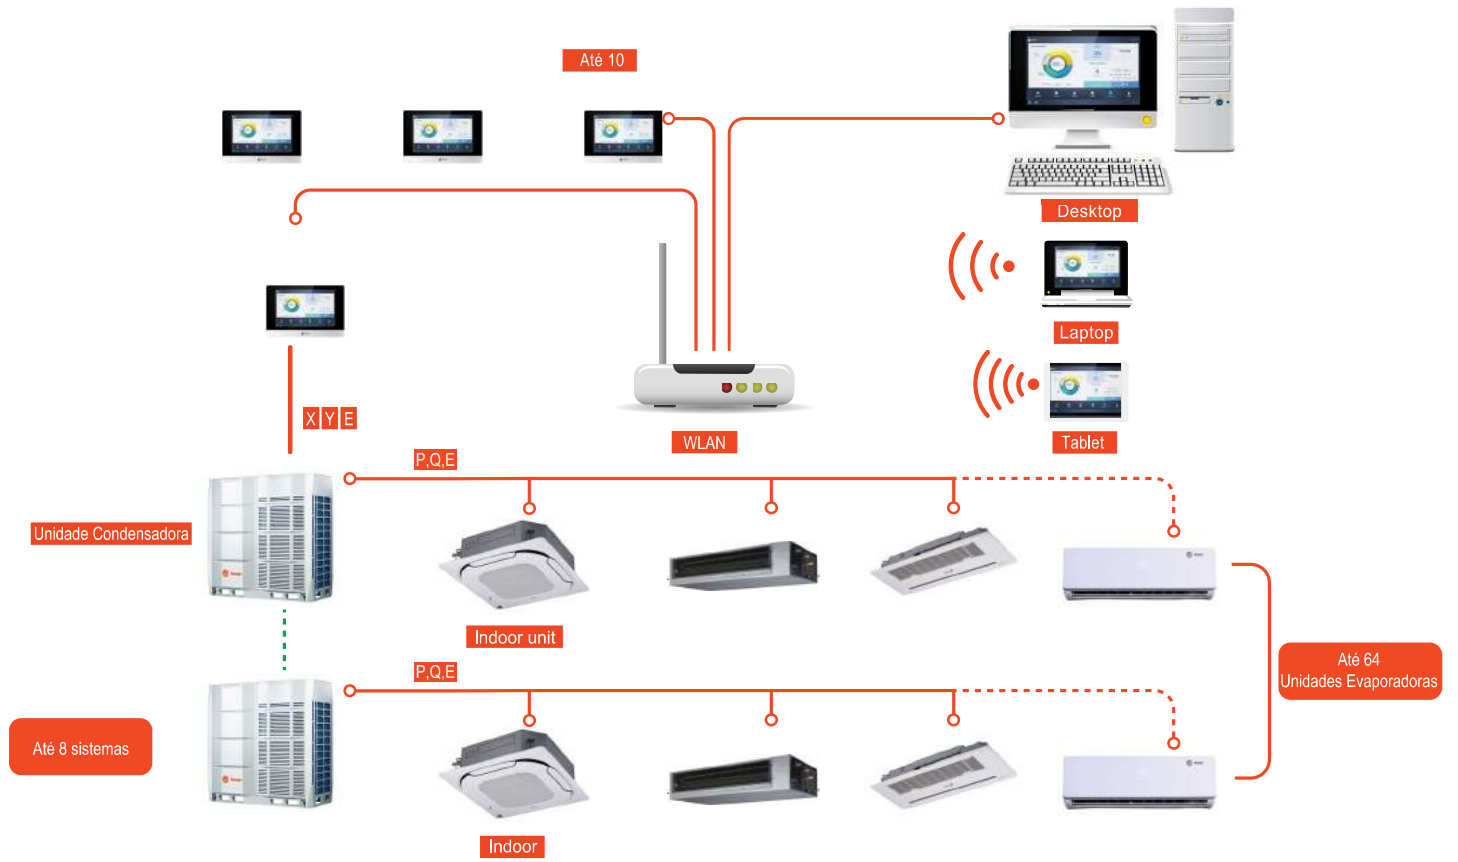 Até 10
Desktop
Laptop
Tablet
WLAN
X Y E
P,Q,E
Unidade Condensadora
Indoor unit
Até 64
Unidades Evaporadoras
P,Q,E
Até 8 sistemas
Indoor